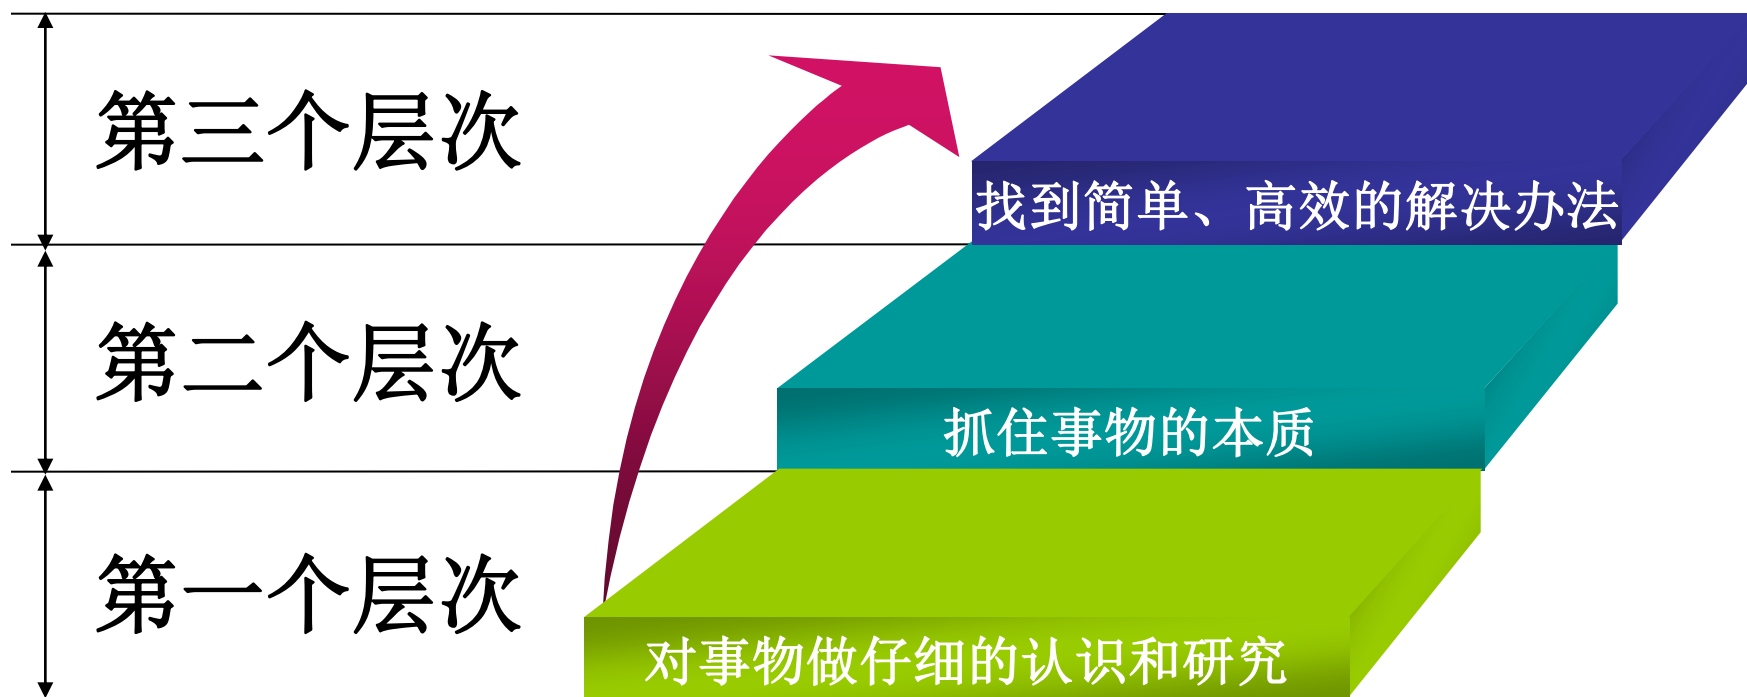 第三个层次
找到简单、高效的解决办法
第二个层次
抓住事物的本质
第一个层次
对事物做仔细的认识和研究